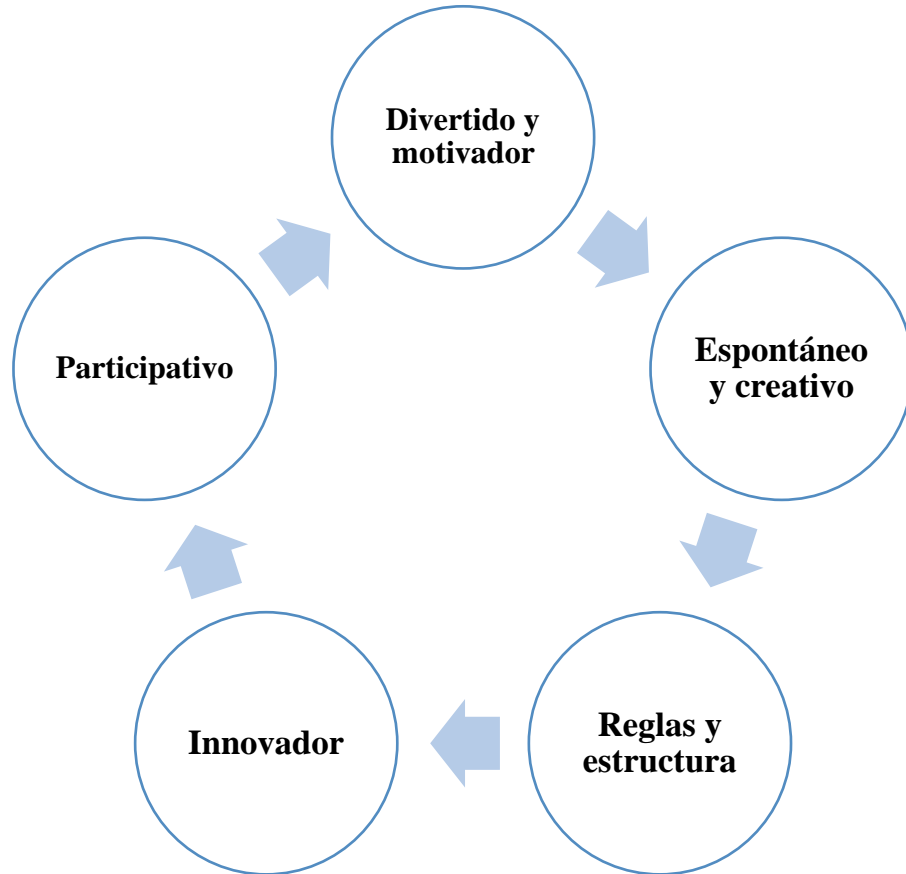 Divertido y
motivador
Espontáneo
y creativo
Reglas y
estructura
Innovador
Participativo